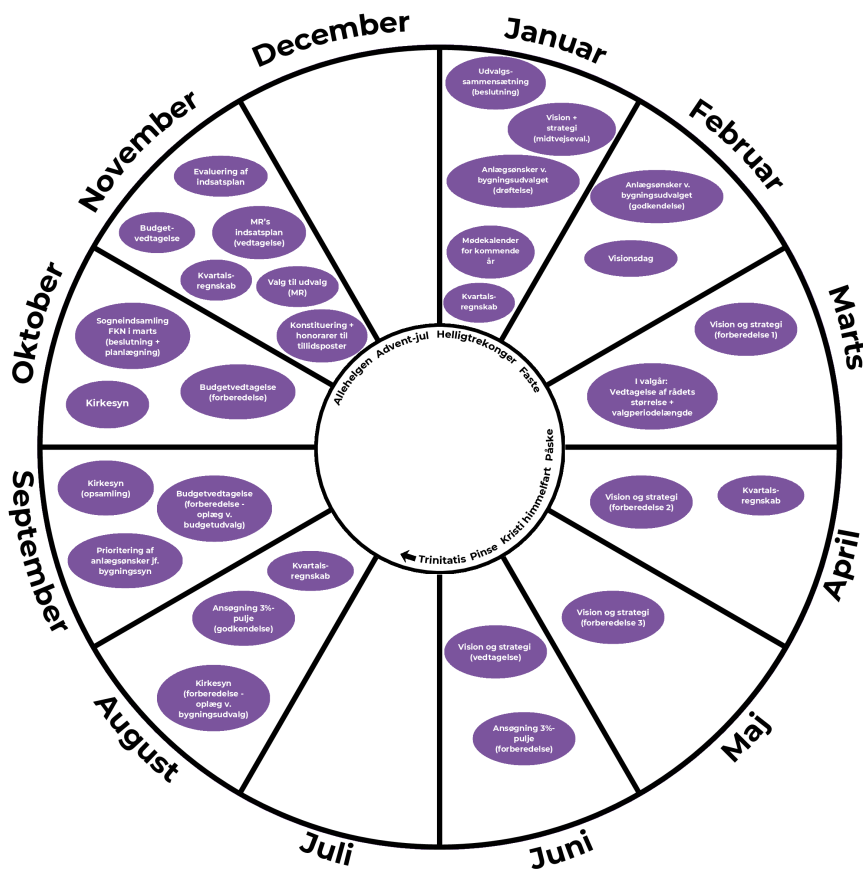 Januar
Udvalgs-
sammensætning
(beslutning)
Vision +
strategi
(midtvejseval.)
Anlægsønsker v.
bygningsudvalget
(drøftelse)
Mødekalender
for kommende
år
Kvartals-
regnskab
Februar
Anlægsønsker v.
bygningsudvalget
(godkendelse)
Visionsdag
Marts
Vision og strategi
(forberedelse 1)
I valgår:
Vedtagelse af rådets
størrelse +
valgperiodelængde
April
Vision og strategi
(forberedelse 2)
Kvartals-
regnskab
Maj
Vision og strategi
(forberedelse 3)
Juni
Vision og strategi
(vedtagelse)
Ansøgning 3%-
pulje
(forberedelse)
Juli
August
Kvartals-
regnskab
Ansøgning 3%-
pulje
(godkendelse)
Kirkesyn
(forberedelse -
oplæg v.
bygningsudvalg)
September
Kirkesyn
(opsamling)
Budgetvedtagelse
(forberedelse -
oplæg v.
budgetudvalg)
Prioritering af
anlægsønsker jf.
bygningssyn
Oktober
Sogneindsamling
FKN i marts
(beslutning +
planlægning)
Kirkesyn
Budgetvedtagelse
(forberedelse)
November
Evaluering af
indsatsplan
Budget-
vedtagelse
MR's
indsatsplan
(vedtagelse)
Kvartals-
regnskab
Valg til udvalg
(MR)
Konstituering +
honorarer til
tillidsposter
December
Allehelgen Advent-jul Helligtrekonger Faste
Påske Kristi himmelfart Pinse Trinitatis